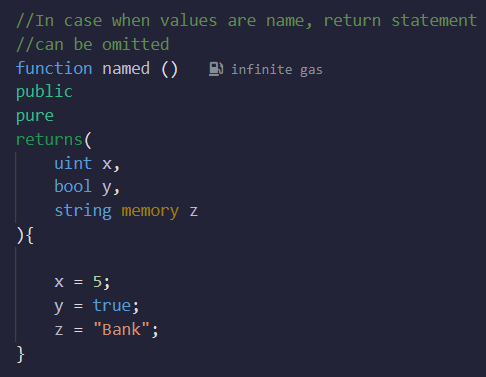 //In case when values are name, return statement
//can be omitted
function named () infinite gas
public
pure
returns(
    uint x,
    bool y,
    string memory z
){
    x = 5;
    y = true;
    z = "Bank";
}